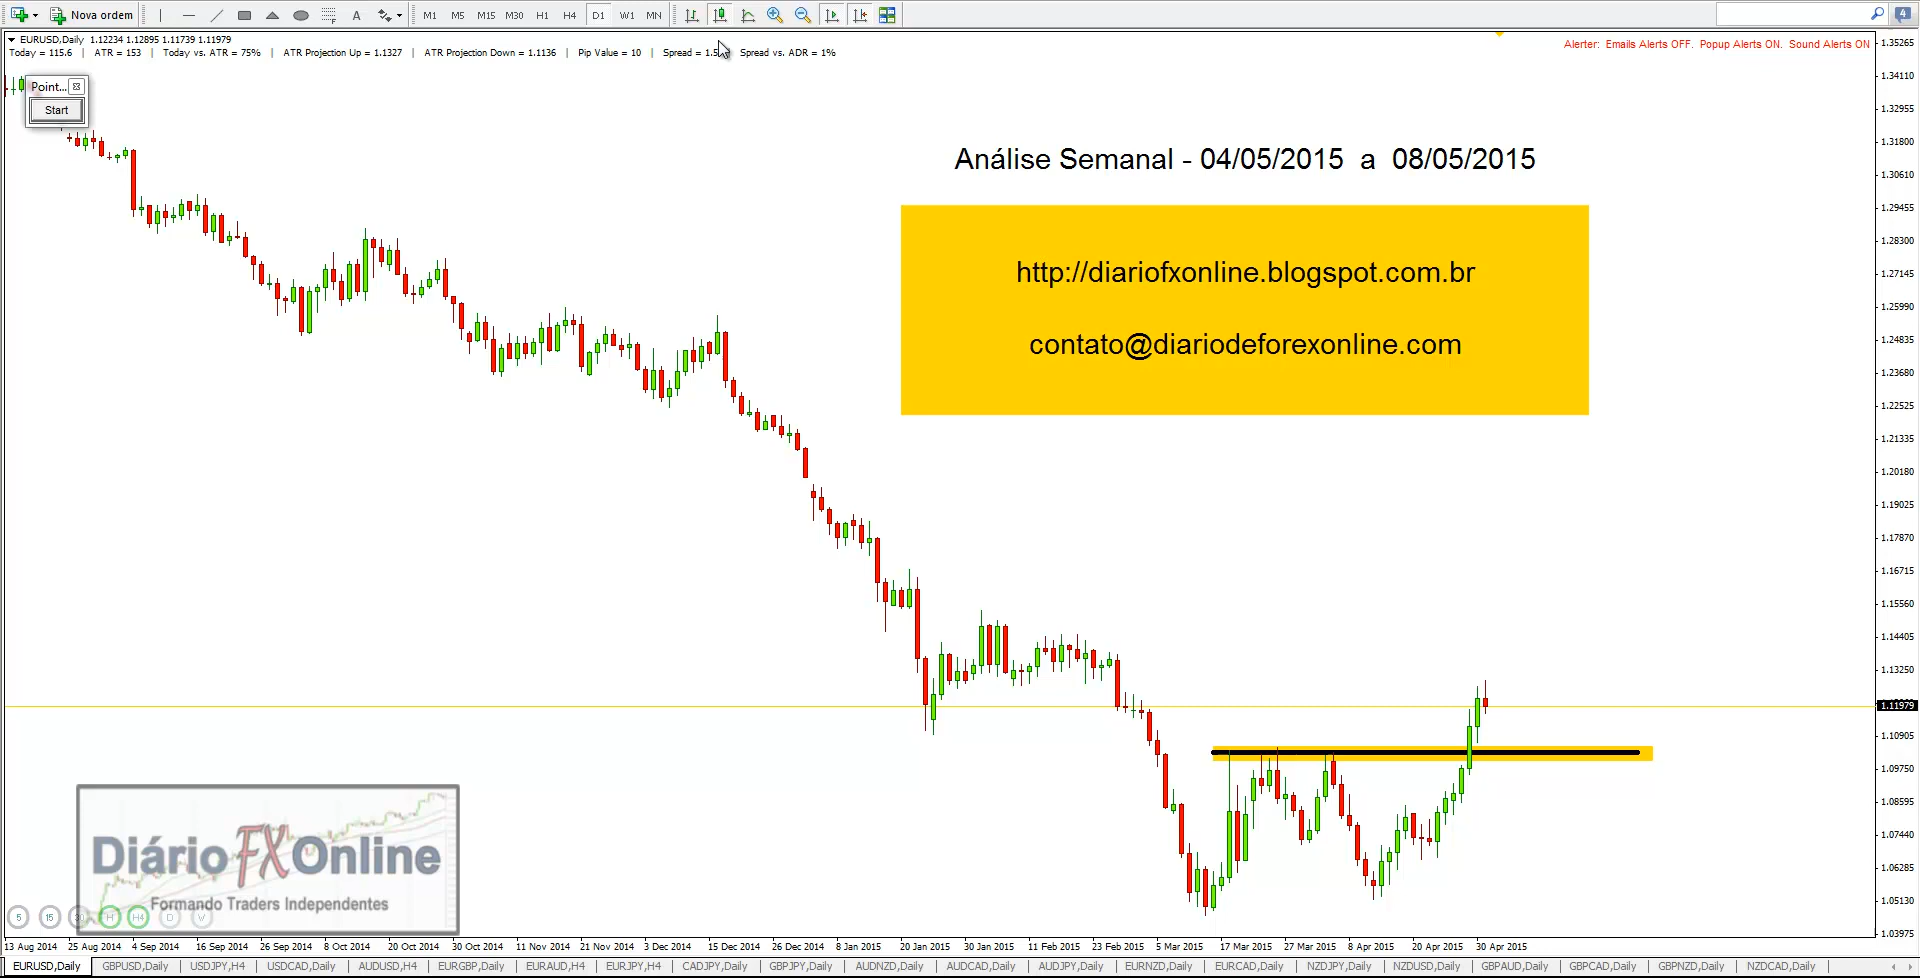 Nova ordem
A
M1 M5 M15 M30 H1 H4 D1 W1 MN
4
EURUSD,Daily 1.12234 1.12895 1.11739 1.11979
Today = 115.6 | ATR = 153 | Today vs. ATR = 75% | ATR Projection Up = 1.1327 | ATR Projection Down = 1.1136 | Pip Value = 10 | Spread = 1.5 Spread vs. ADR = 1%
Alerter: Emails Alerts OFF. Popup Alerts ON. Sound Alerts ON
Point...
Start
Análise Semanal - 04/05/2015 a 08/05/2015
http://diariofxonline.blogspot.com.br
contato@diariodeforexonline.com
1.35265
1.34110
1.32955
1.31800
1.30610
1.29455
1.28300
1.27145
1.25990
1.24835
1.23680
1.22525
1.21335
1.20180
1.19025
1.17870
1.16715
1.15560
1.14405
1.13250
1.11979
1.10905
1.09750
1.08595
1.07440
1.06285
1.05130
1.03975
Diário FX Online
Formando Traders Independentes
5 15 30 H H4 D W
13 Aug 2014 25 Aug 2014 4 Sep 2014 16 Sep 2014 26 Sep 2014 8 Oct 2014 20 Oct 2014 30 Oct 2014 11 Nov 2014 21 Nov 2014 3 Dec 2014 15 Dec 2014 26 Dec 2014 8 Jan 2015 20 Jan 2015 30 Jan 2015 11 Feb 2015 23 Feb 2015 5 Mar 2015 17 Mar 2015 27 Mar 2015 8 Apr 2015 20 Apr 2015 30 Apr 2015
EURUSD,Daily GBPUSD,Daily USDJPY,H4 USDCAD,Daily AUDUSD,H4 EURGBP,Daily EURAUD,H4 EURJPY,H4 CADJPY,Daily GBPJPY,Daily AUDNZD,Daily AUDCAD,Daily AUDJPY,Daily EURNZD,Daily EURCAD,Daily NZDJPY,Daily NZDUSD,Daily GBPAUD,Daily GBPCAD,Daily GBPNZD,Daily NZDCAD,Daily